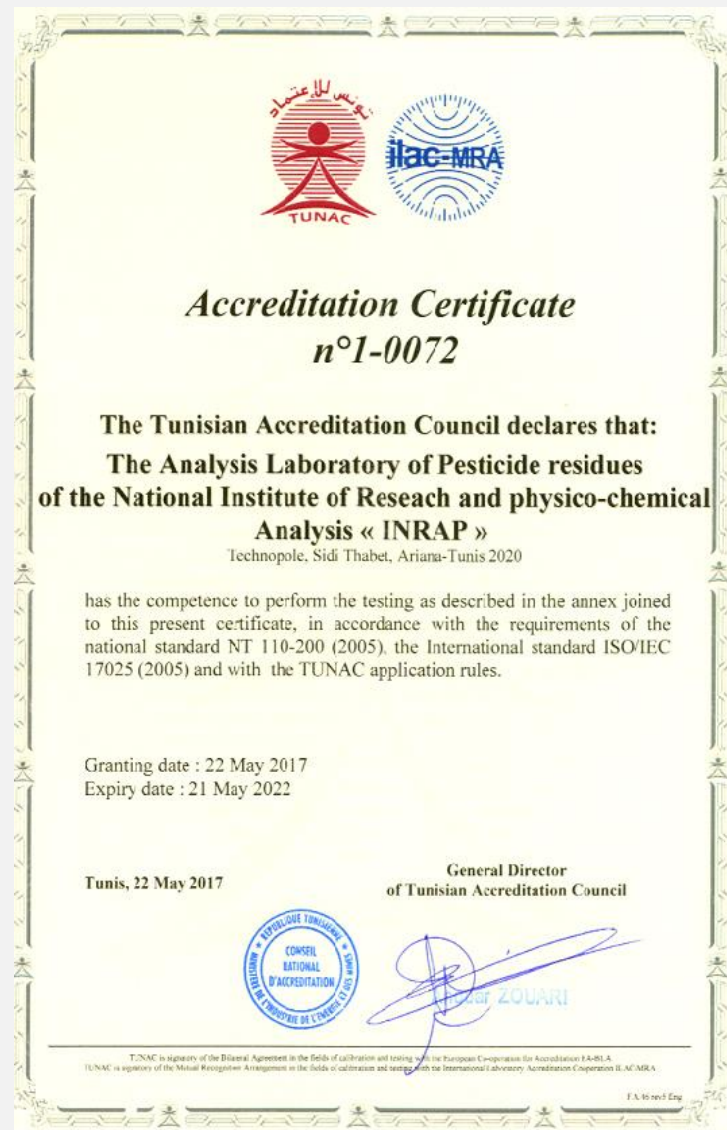 تونس للإعتماد
TUNAC
ilac-MRA
Accreditation Certificate
n°1-0072
The Tunisian Accreditation Council declares that:
The Analysis Laboratory of Pesticide residues
of the National Institute of Reseach and physico-chemical
Analysis « INRAP »
Technopole, Sidi Thabet, Ariana-Tunis 2020
has the competence to perform the testing as described in the annex joined
to this present certificate, in accordance with the requirements of the
national standard NT 110-200 (2005), the International standard ISO/IEC
17025 (2005) and with the TUNAC application rules.
Granting date : 22 May 2017
Expiry date : 21 May 2022
General Director
Tunis, 22 May 2017
of Tunisian Accreditation Council
REPUBLIQUE TUNISIENNE
MINISTERE DE L'INDUSTRIE DE L'ENERGIE ET DES MINES
CONSEIL
NATIONAL
D'ACCREDITATION
ZOUARI
TUNAC is signatory of the Bilateral Agreement in the fields of calibration and testing with the European Co-operation for Accreditation EA-BLA
TUNAC is signatory of the Mutual Recognition Arrangement in the fields of calibration and testing with the International Laboratory Accreditation Cooperation ILAC-MRA